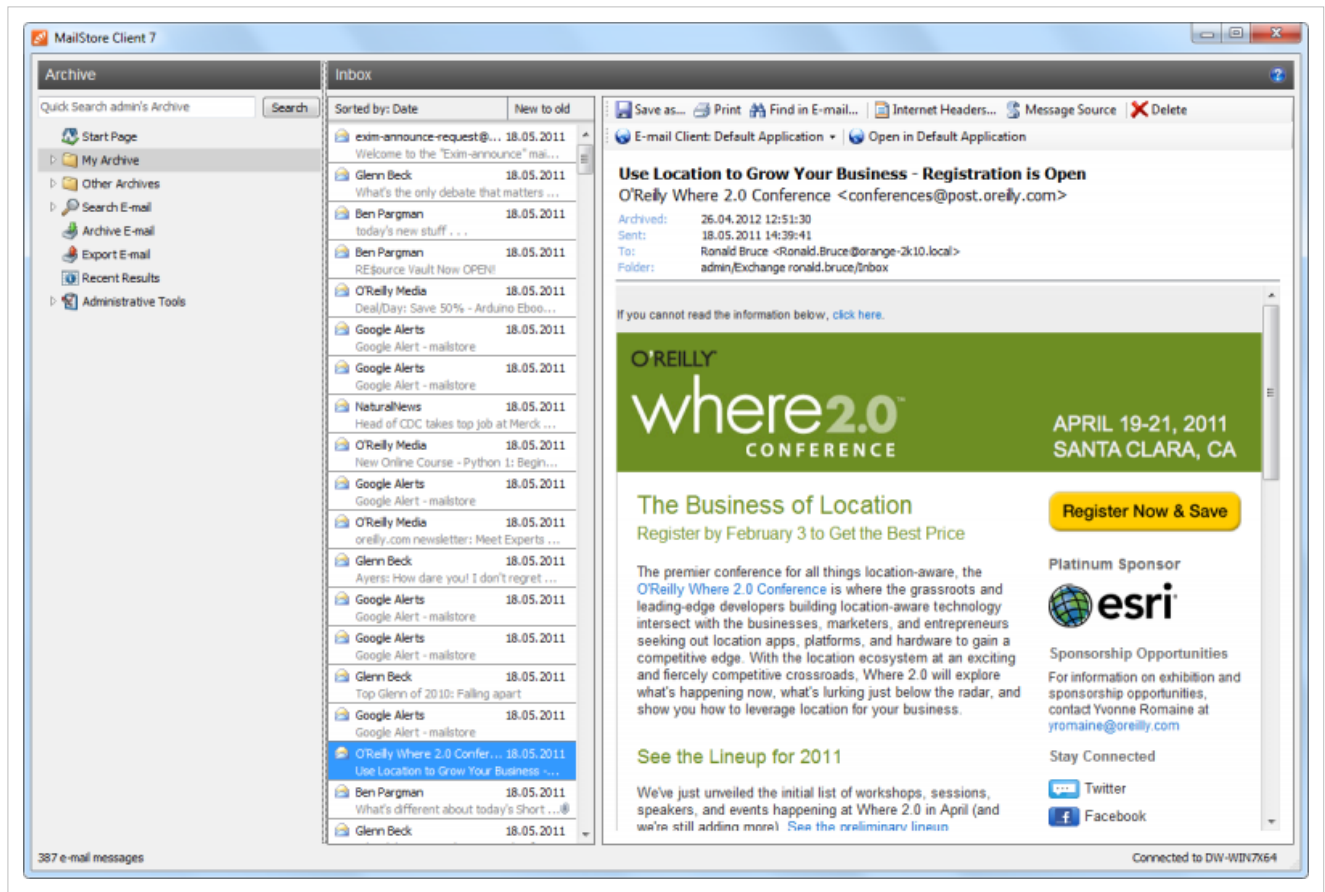 MailStore Client 7
Archive
Inbox
Quick Search admin's Archive
Search
Start Page
My Archive
Other Archives
Search E-mail
Archive E-mail
Export E-mail
Recent Results
Administrative Tools
Sorted by: Date
New to old
exim-announce-request@... 18.05.2011
Welcome to the "Exim-announce" mai...
Glenn Beck 18.05.2011
What's the only debate that matters ...
Ben Pargman 18.05.2011
today's new stuff . . .
Ben Pargman 18.05.2011
RE$ource Vault Now OPEN!
O'Reilly Media 18.05.2011
Deal/Day: Save 50% - Arduino Eboo...
Google Alerts 18.05.2011
Google Alert - mailstore
Google Alerts 18.05.2011
Google Alert - mailstore
NaturalNews 18.05.2011
Head of CDC takes top job at Merck ...
O'Reilly Media 18.05.2011
New Online Course - Python 1: Begin...
Google Alerts 18.05.2011
Google Alert - mailstore
O'Reilly Media 18.05.2011
oreilly.com newsletter: Meet Experts ...
Glenn Beck 18.05.2011
Ayers: How dare you! I don't regret ...
Google Alerts 18.05.2011
Google Alert - mailstore
Google Alerts 18.05.2011
Google Alert - mailstore
Glenn Beck 18.05.2011
Top Glenn of 2010: Falling apart
Google Alerts 18.05.2011
Google Alert - mailstore
O'Reilly Where 2.0 Confer... 18.05.2011
Use Location to Grow Your Business -...
Ben Pargman 18.05.2011
What's different about today's Short ...
Glenn Beck 18.05.2011
Save as... Print Find in E-mail... Internet Headers... Message Source Delete
E-mail Client: Default Application Open in Default Application
Use Location to Grow Your Business - Registration is Open
O'Reilly Where 2.0 Conference <conferences@post.oreilly.com>
Archived: 26.04.2012 12:51:30
Sent: 18.05.2011 14:39:41
To: Ronald Bruce <Ronald.Bruce@orange-2k10.local>
Folder: admin/Exchange ronald.bruce/Inbox
If you cannot read the information below, click here.
O'REILLY
where2.0™
CONFERENCE
APRIL 19-21, 2011
SANTA CLARA, CA
The Business of Location
Register by February 3 to Get the Best Price
The premier conference for all things location-aware, the
O'Reilly Where 2.0 Conference is where the grassroots and
leading-edge developers building location-aware technology
intersect with the businesses, marketers, and entrepreneurs
seeking out location apps, platforms, and hardware to gain a
competitive edge. With the location ecosystem at an exciting
and fiercely competitive crossroads, Where 2.0 will explore
what's happening now, what's lurking just below the radar, and
show you how to leverage location for your business.
See the Lineup for 2011
We've just unveiled the initial list of workshops, sessions,
speakers, and events happening at Where 2.0 in April (and
we're still adding more). See the preliminary lineup
Register Now & Save
Platinum Sponsor
esri
Sponsorship Opportunities
For information on exhibition and
sponsorship opportunities,
contact Yvonne Romaine at
yromaine@oreilly.com
Stay Connected
Twitter
Facebook
387 e-mail messages
Connected to DW-WIN7X64